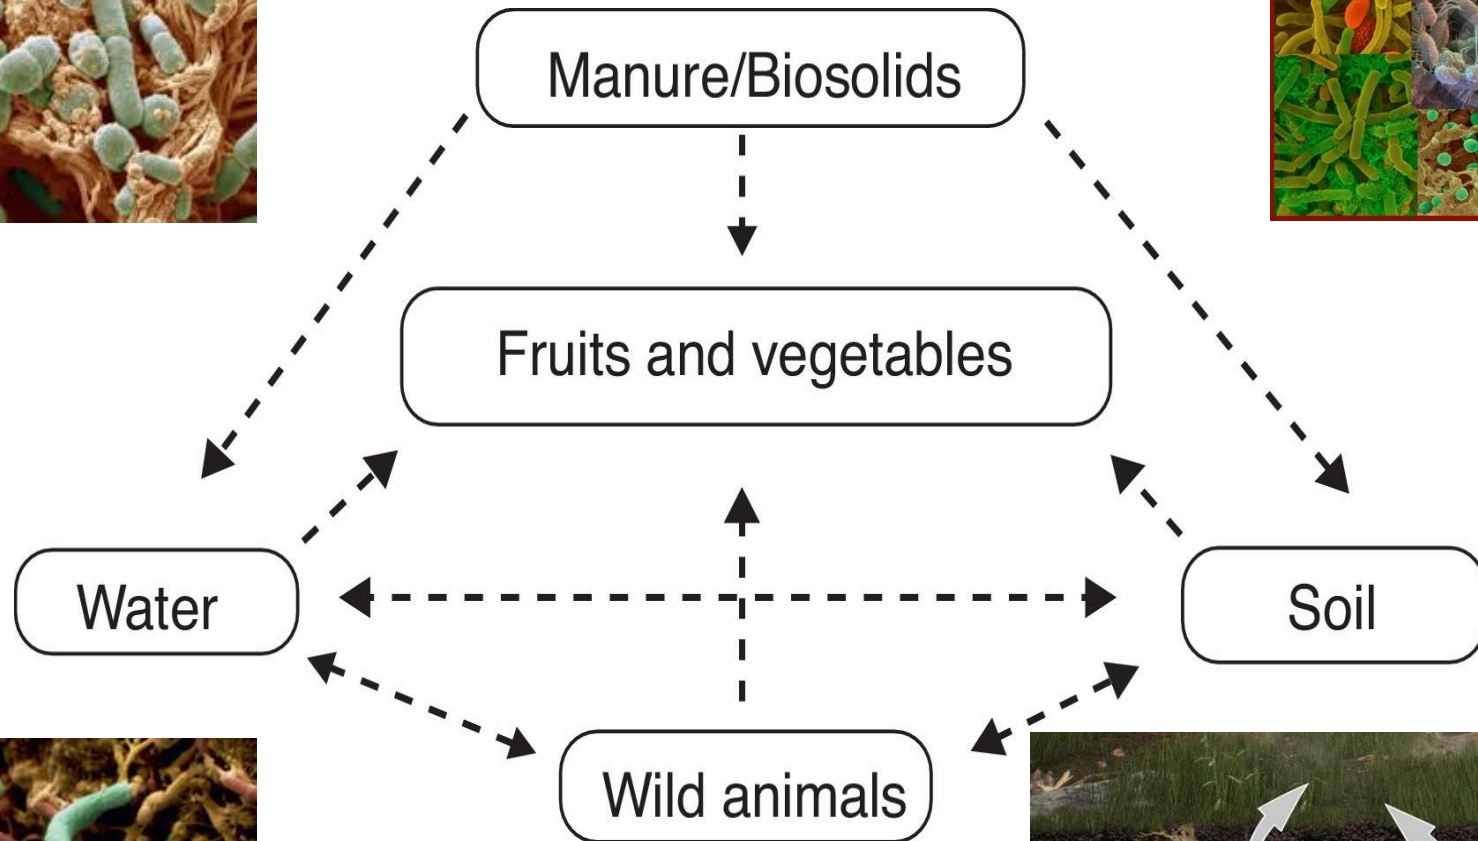 Manure/Biosolids
Fruits and vegetables
Water
Soil
Wild animals